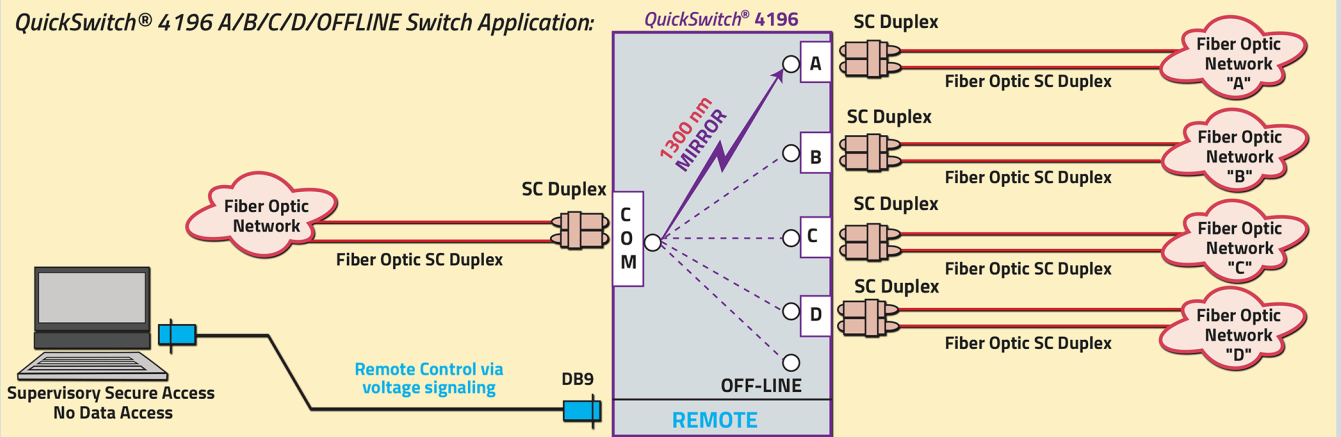 QuickSwitch® 4196 A/B/C/D/OFFLINE Switch Application:
QuickSwitch® 4196
SC Duplex
Fiber Optic
Network
"A"
A
Fiber Optic SC Duplex
1300 nm
MIRROR
SC Duplex
Fiber Optic
Network
"B"
B
Fiber Optic SC Duplex
SC Duplex
Fiber Optic
Network
Fiber Optic SC Duplex
C
O
M
SC Duplex
C
Fiber Optic
Network
"C"
Fiber Optic SC Duplex
SC Duplex
D
Fiber Optic
Network
"D"
Fiber Optic SC Duplex
OFF-LINE
Remote Control via
voltage signaling
DB9
Supervisory Secure Access
No Data Access
REMOTE